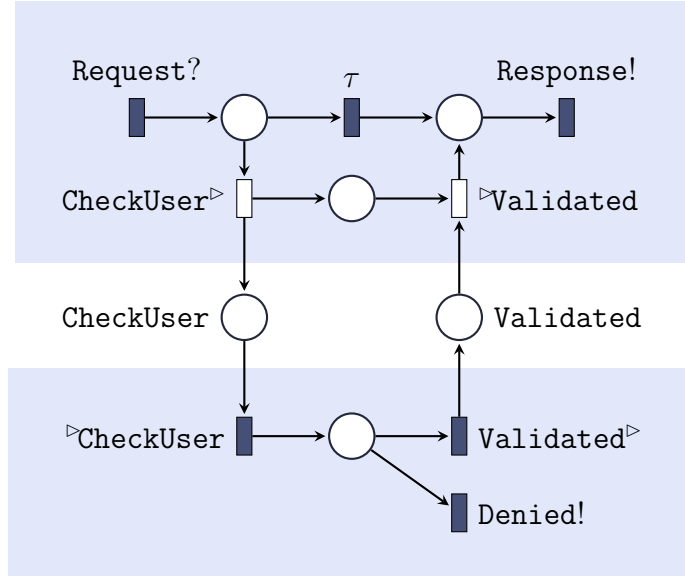 Request?
τ
Response!
CheckUser▷
▷Validated
CheckUser
Validated
▷CheckUser
Validated▷
Denied!